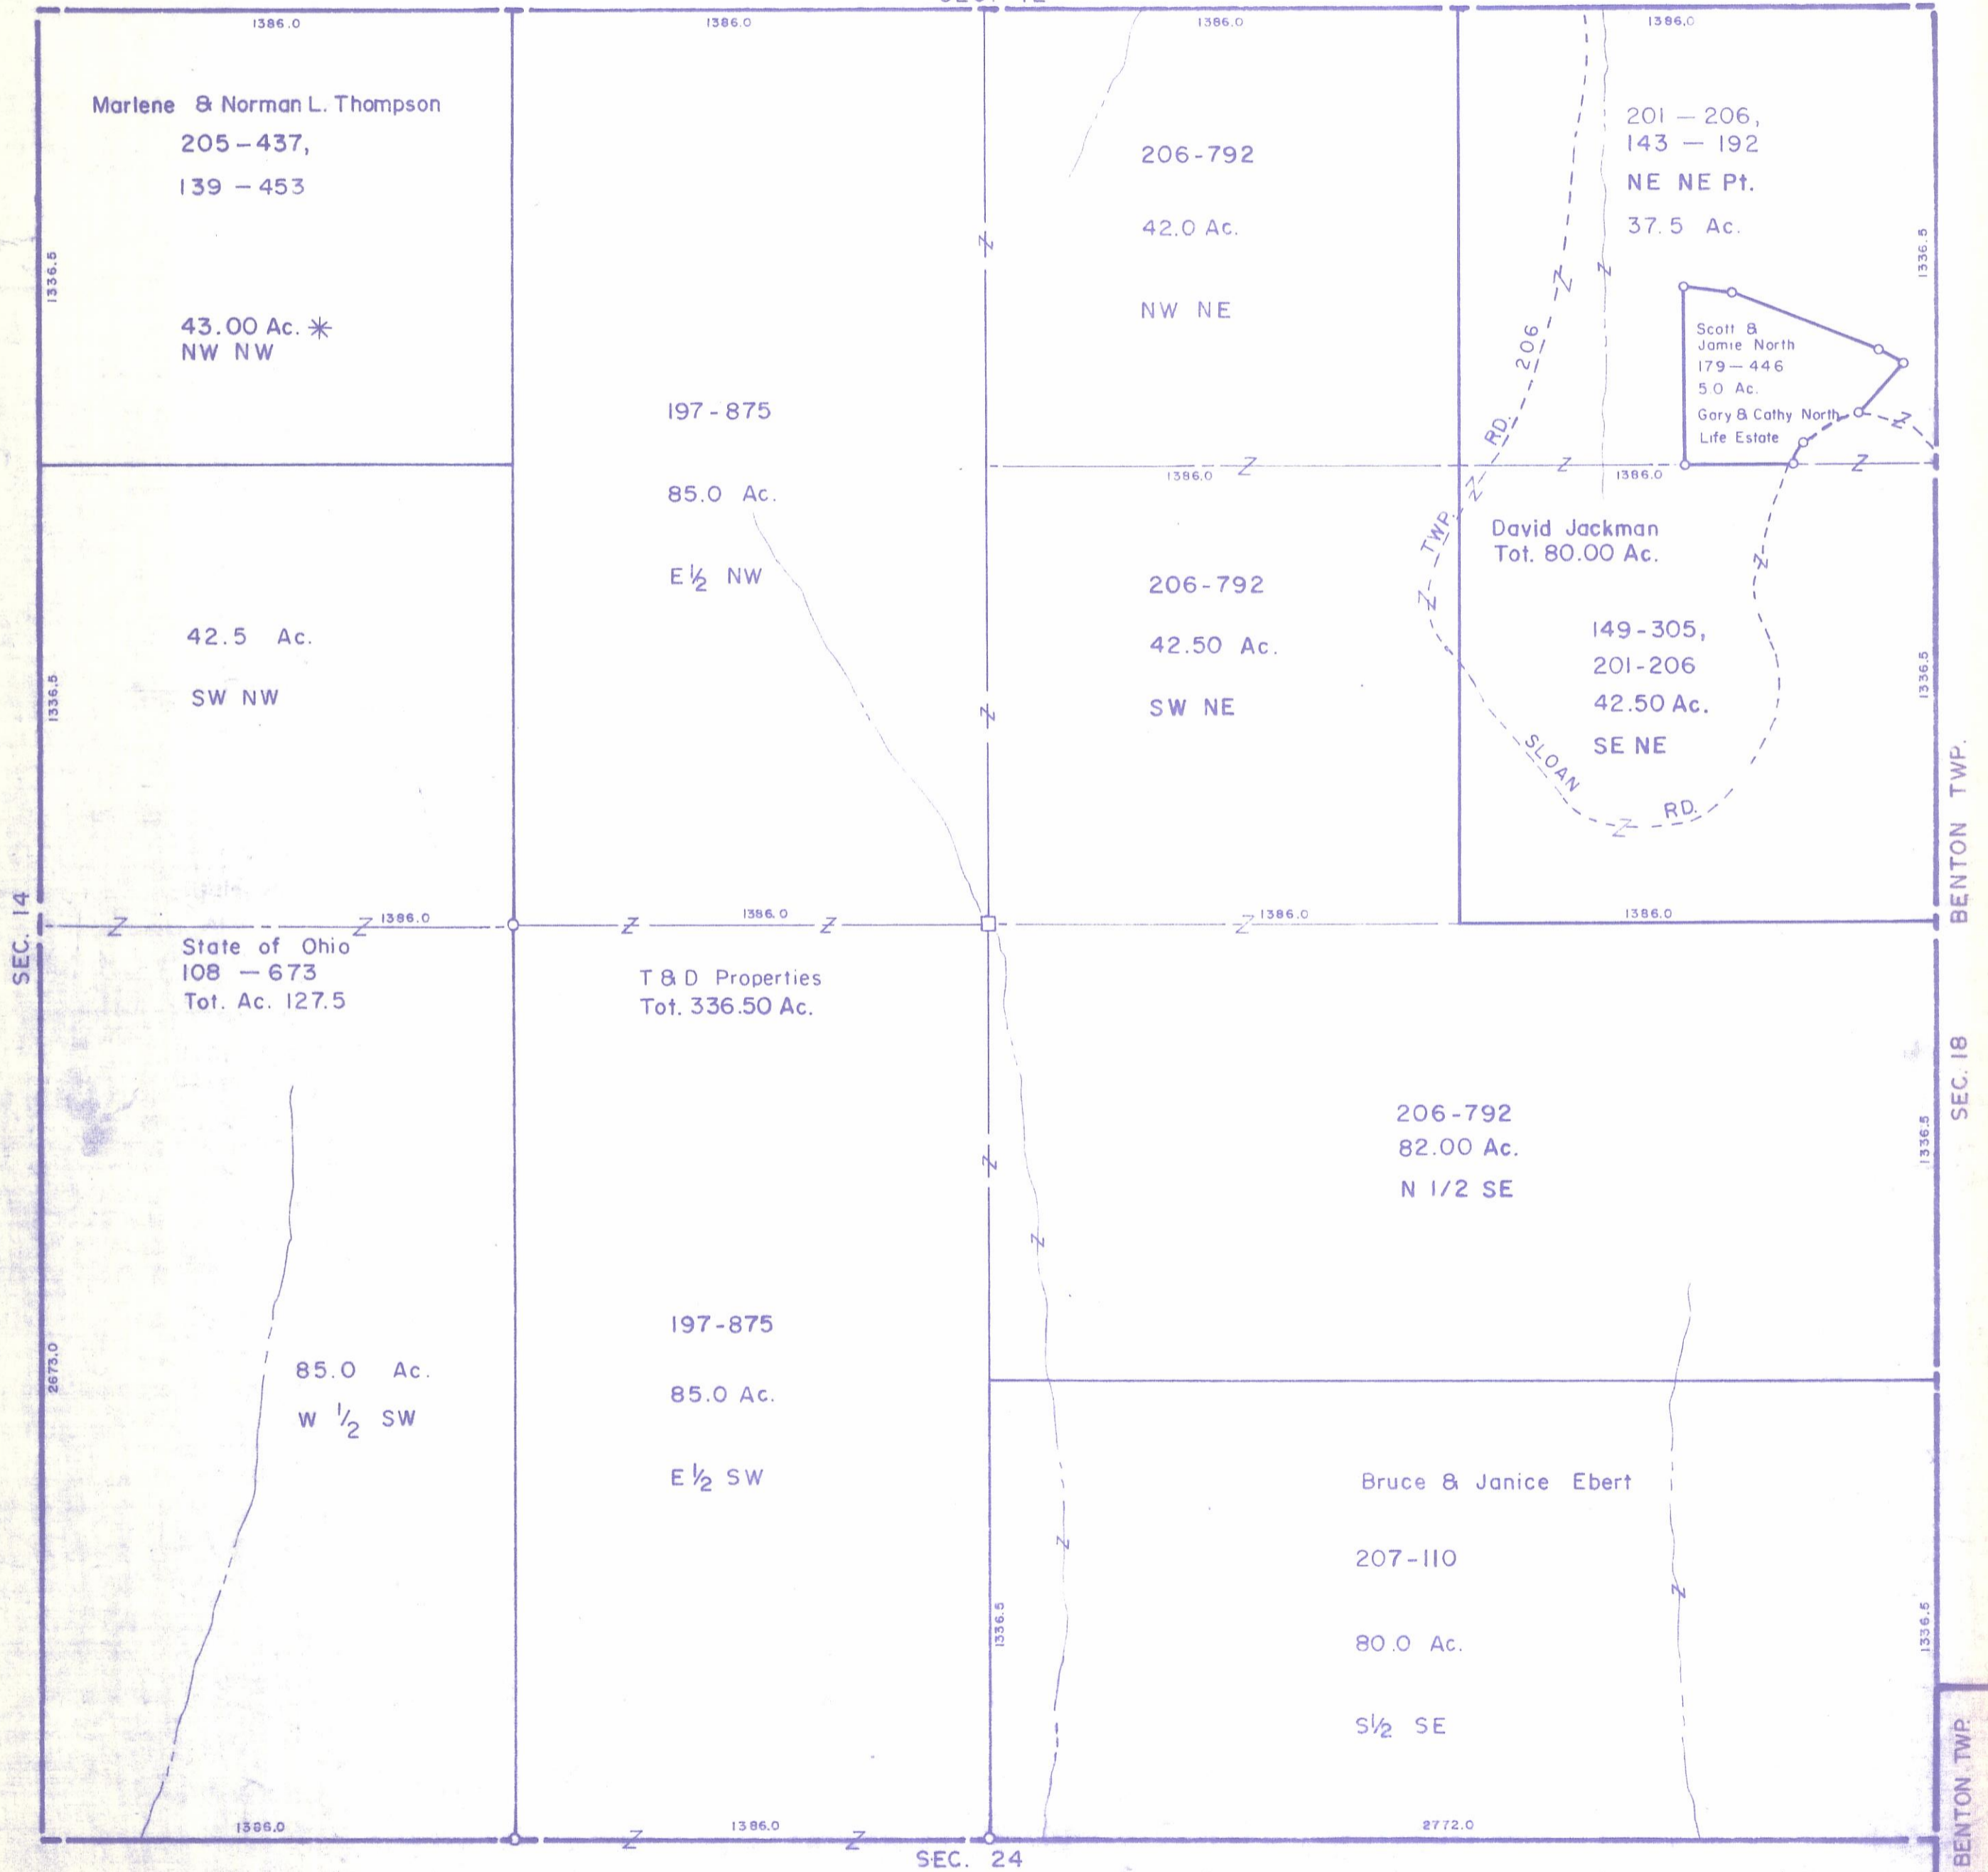 1386.0
1386.0
1386.0
1386.0
Marlene & Norman L. Thompson
205-437,
139-453
43.00 Ac. *
NW NW
1336.5
197-875
85.0 Ac.
E½ NW
206-792
42.0 Ac.
NW NE
201-206,
143-192
NE NE Pt.
37.5 Ac.
1336.5
TWP. RD. 206
Scott &
Jamie North
179-446
5.0 Ac.
Gary & Cathy North
Life Estate
1386.0
1386.0
42.5 Ac.
SW NW
1336.5
206-792
42.50 Ac.
SW NE
David Jackman
Tot. 80.00 Ac.
149-305,
201-206
42.50 Ac.
SE NE
1336.5
SLOAN RD.
BENTON TWP.
SEC. 14
1386.0
1386.0
1386.0
1386.0
State of Ohio
108-673
Tot. Ac. 127.5
T & D Properties
Tot. 336.50 Ac.
206-792
82.00 Ac.
N 1/2 SE
1336.5
SEC. 18
2673.0
85.0 Ac.
W ½ SW
197-875
85.0 Ac.
E½ SW
Bruce & Janice Ebert
207-110
80.0 Ac.
S½ SE
1336.5
1336.5
BENTON TWP.
1386.0
1386.0
2772.0
SEC. 24